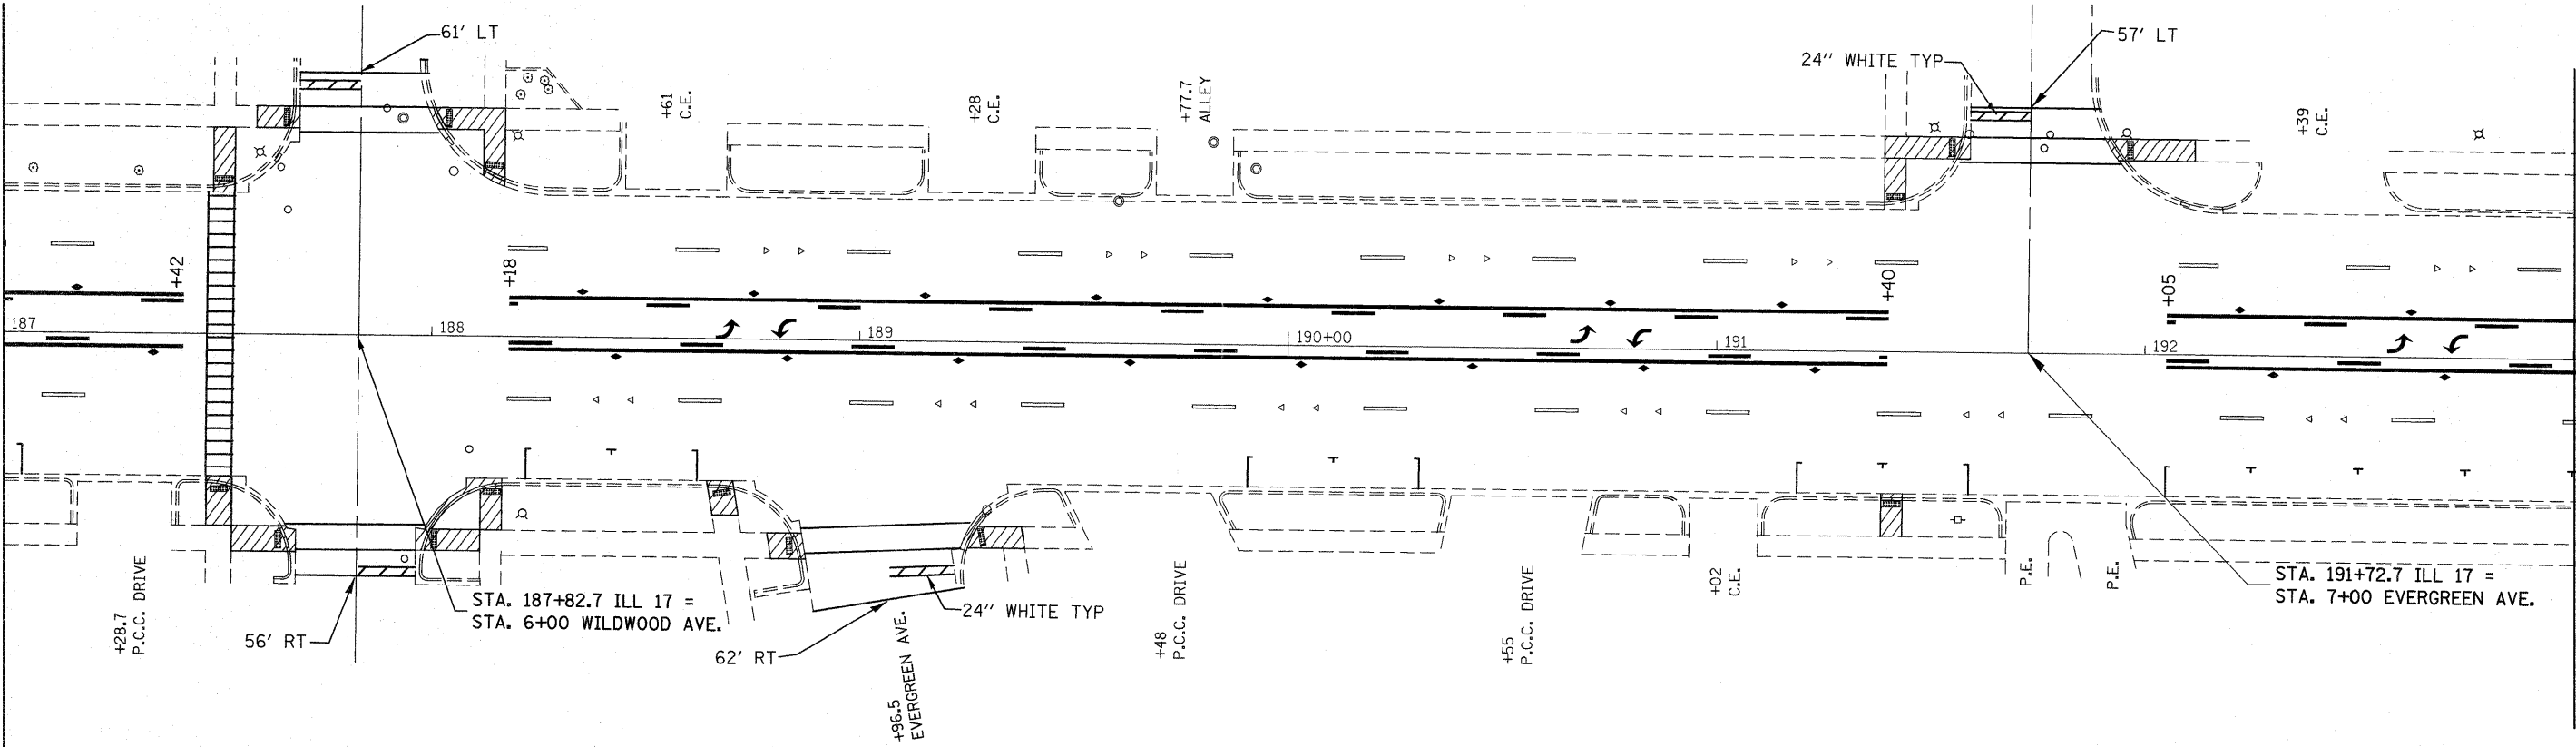 61' LT
57' LT
24" WHITE TYP
+61
C.E.
+28
C.E.
+77.7
ALLEY
+39
C.E.
+42
+18
+40
+05
187
188
189
190+00
191
192
+28.7
P.C.C. DRIVE
56' RT
STA. 187+82.7 ILL 17 =
STA. 6+00 WILDWOOD AVE.
62' RT
+96.5
EVERGREEN AVE.
24" WHITE TYP
+48
P.C.C. DRIVE
+55
P.C.C. DRIVE
+02
C.E.
P.E.
P.E.
STA. 191+72.7 ILL 17 =
STA. 7+00 EVERGREEN AVE.